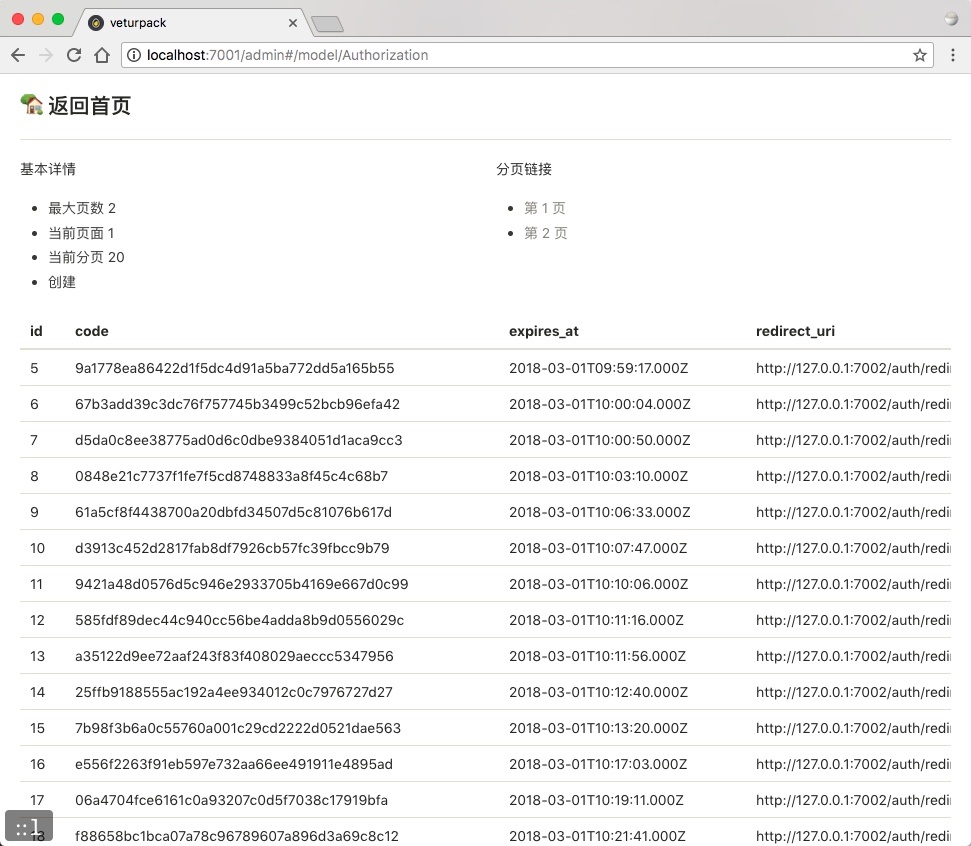 veturpack
localhost:7001/admin#/model/Authorization
返回首页
基本详情
最大页数 2
当前页面 1
当前分页 20
创建
分页链接
第 1 页
第 2 页
id code expires_at redirect_uri
5 9a1778ea86422d1f5dc4d91a5ba772dd5a165b55 2018-03-01T09:59:17.000Z http://127.0.0.1:7002/auth/redi
6 67b3add39c3dc76f757745b3499c52bcb96efa42 2018-03-01T10:00:04.000Z http://127.0.0.1:7002/auth/redi
7 d5da0c8ee38775ad0d6c0dbe9384051d1aca9cc3 2018-03-01T10:00:50.000Z http://127.0.0.1:7002/auth/redi
8 0848e21c7737f1fe7f5cd8748833a8f45c4c68b7 2018-03-01T10:03:10.000Z http://127.0.0.1:7002/auth/redi
9 61a5cf8f4438700a20dbfd34507d5c81076b617d 2018-03-01T10:06:33.000Z http://127.0.0.1:7002/auth/redi
10 d3913c452d2817fab8df7926cb57fc39fbcc9b79 2018-03-01T10:07:47.000Z http://127.0.0.1:7002/auth/redi
11 9421a48d0576d5c946e2933705b4169e667d0c99 2018-03-01T10:10:06.000Z http://127.0.0.1:7002/auth/redi
12 585fdf89dec44c940cc56be4adda8b9d0556029c 2018-03-01T10:11:16.000Z http://127.0.0.1:7002/auth/redi
13 a35122d9ee72aaf243f83f408029aeccc5347956 2018-03-01T10:11:56.000Z http://127.0.0.1:7002/auth/redi
14 25ffb9188555ac192a4ee934012c0c7976727d27 2018-03-01T10:12:40.000Z http://127.0.0.1:7002/auth/redi
15 7b98f3b6a0c55760a001c29cd2222d0521dae563 2018-03-01T10:13:20.000Z http://127.0.0.1:7002/auth/redi
16 e556f2263f91eb597e732aa66ee491911e4895ad 2018-03-01T10:17:03.000Z http://127.0.0.1:7002/auth/redi
17 06a4704fce6161c0a93207c0d5f7038c17919bfa 2018-03-01T10:19:11.000Z http://127.0.0.1:7002/auth/redi
18 f88658bc1bca07a78c96789607a896d3a69c8c12 2018-03-01T10:21:41.000Z http://127.0.0.1:7002/auth/redi
::1